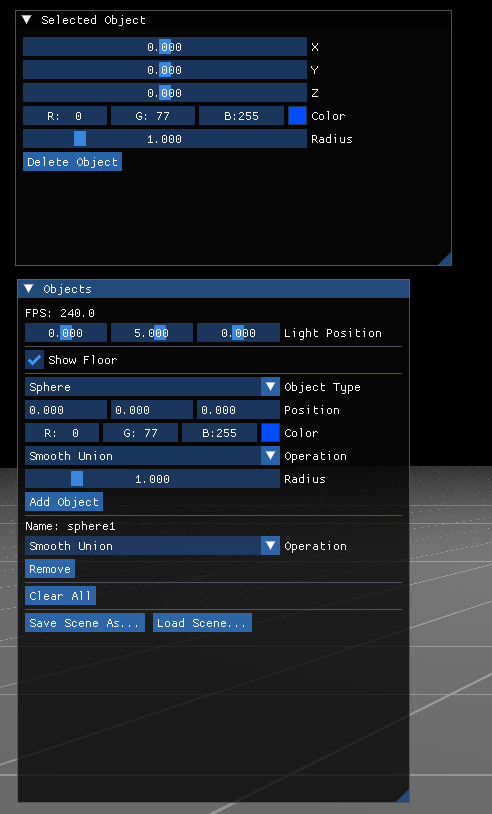 Selected Object
0.000 X
0.000 Y
0.000 Z
R: 0 G: 77 B:255 Color
1.000 Radius
Delete Object
Objects
FPS: 240.0
0.000 5.000 0.000 Light Position
Show Floor
Sphere Object Type
0.000 0.000 0.000 Position
R: 0 G: 77 B:255 Color
Smooth Union Operation
1.000 Radius
Add Object
Name: sphere1
Smooth Union Operation
Remove
Clear All
Save Scene As... Load Scene...